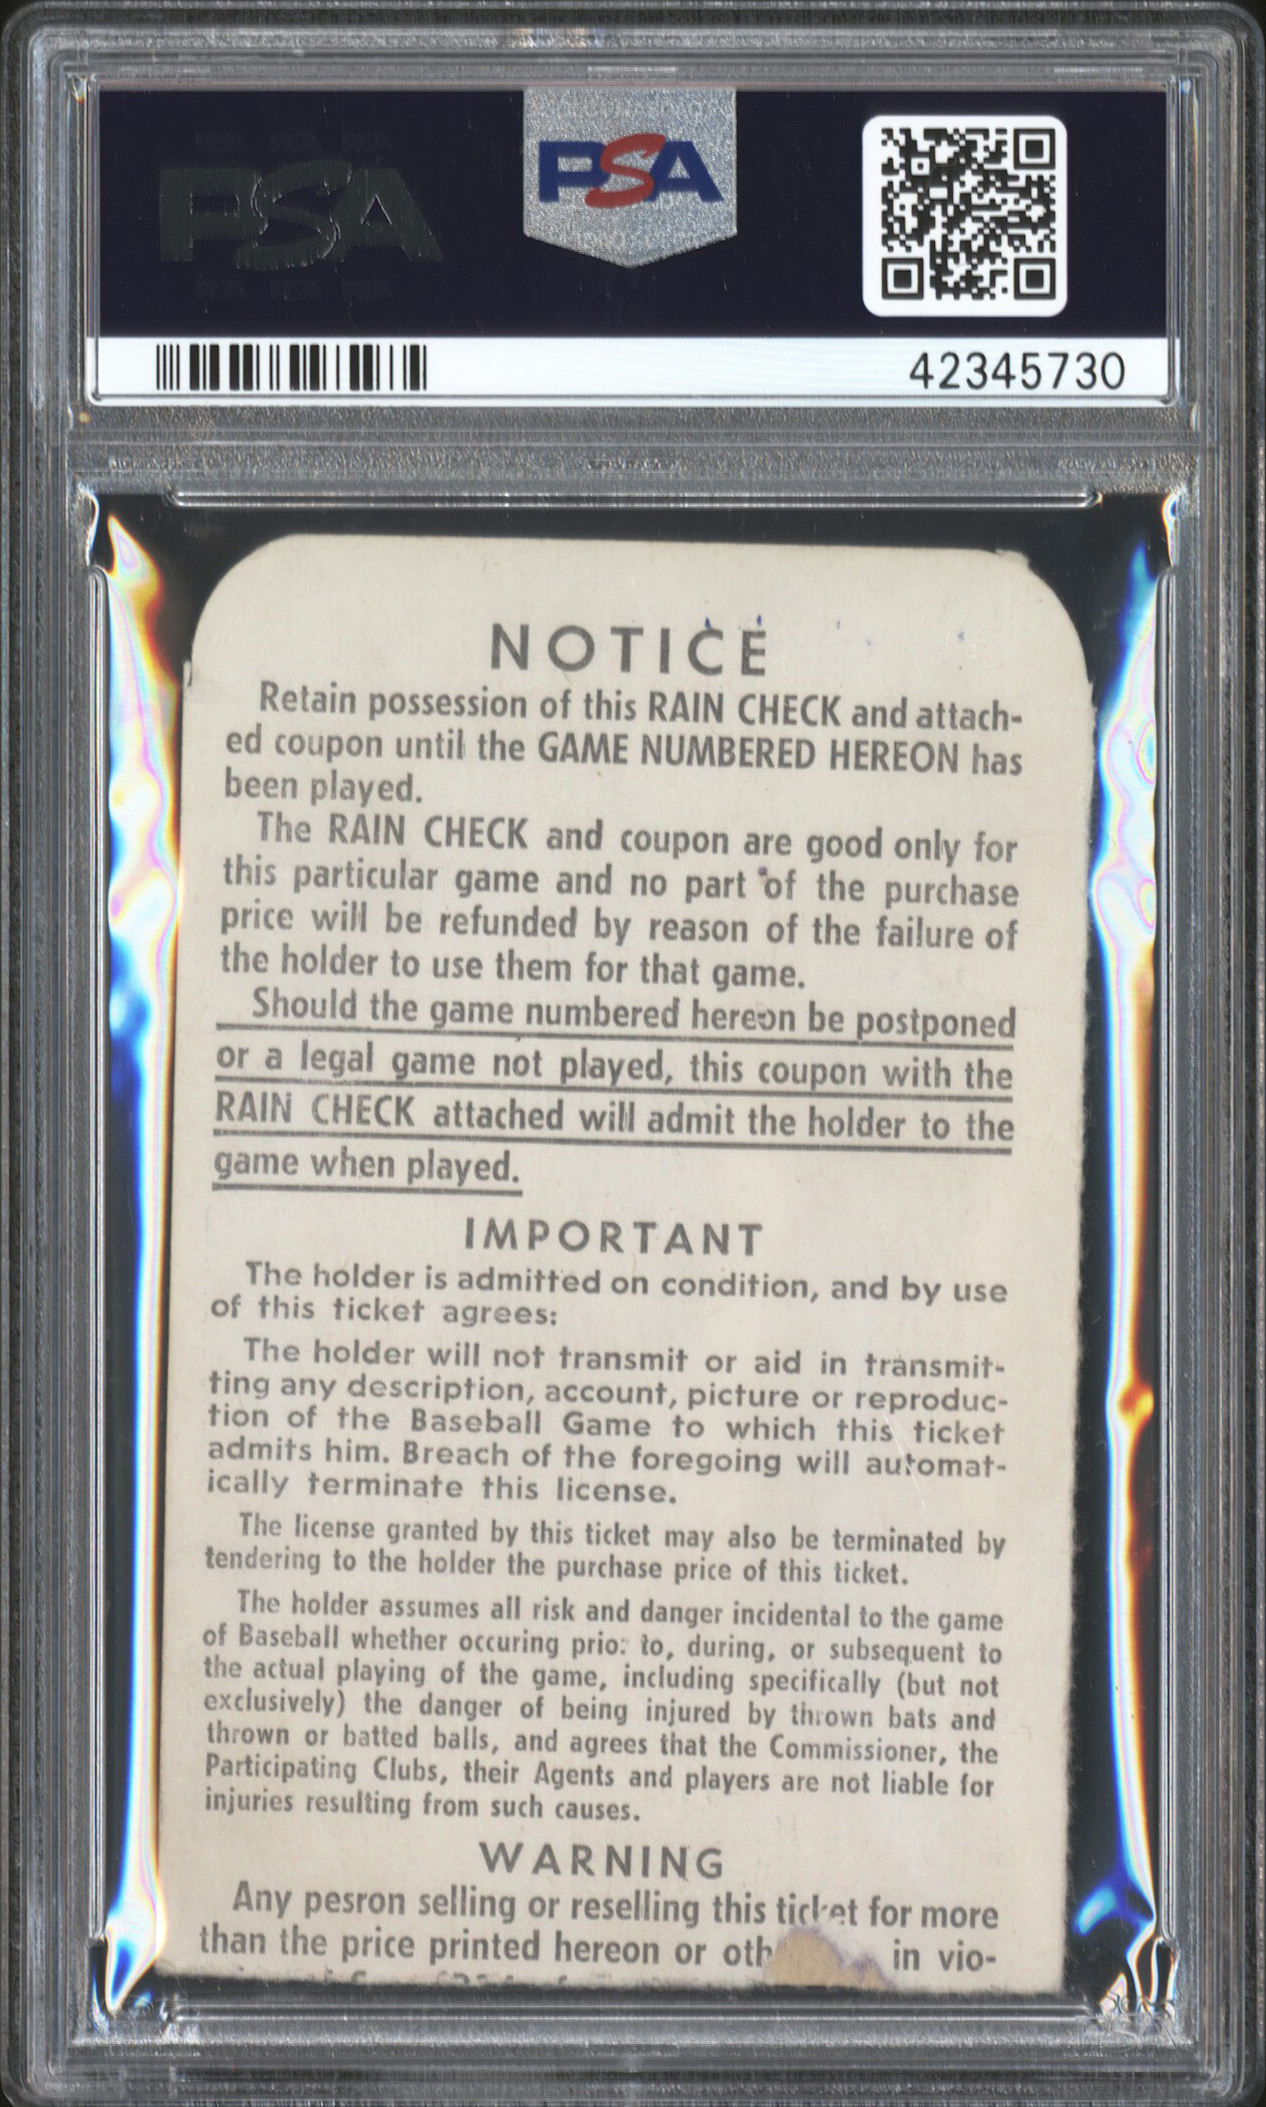 PSA
PSA
42345730
NOTICE
Retain possession of this RAIN CHECK and attach-
ed coupon until the GAME NUMBERED HEREON has
been played.
The RAIN CHECK and coupon are good only for
this particular game and no part of the purchase
price will be refunded by reason of the failure of
the holder to use them for that game.
Should the game numbered hereon be postponed
or a legal game not played, this coupon with the
RAIN CHECK attached will admit the holder to the
game when played.
IMPORTANT
The holder is admitted on condition, and by use
of this ticket agrees:
The holder will not transmit or aid in transmit-
ting any description, account, picture or reproduc-
tion of the Baseball Game to which this ticket
admits him. Breach of the foregoing will automat-
ically terminate this license.
The license granted by this ticket may also be terminated by
tendering to the holder the purchase price of this ticket.
The holder assumes all risk and danger incidental to the game
of Baseball whether occuring prior to, during, or subsequent to
the actual playing of the game, including specifically (but not
exclusively) the danger of being injured by thrown bats and
thrown or batted balls, and agrees that the Commissioner, the
Participating Clubs, their Agents and players are not liable for
injuries resulting from such causes.
WARNING
Any pesron selling or reselling this ticket for more
than the price printed hereon or oth in vio-